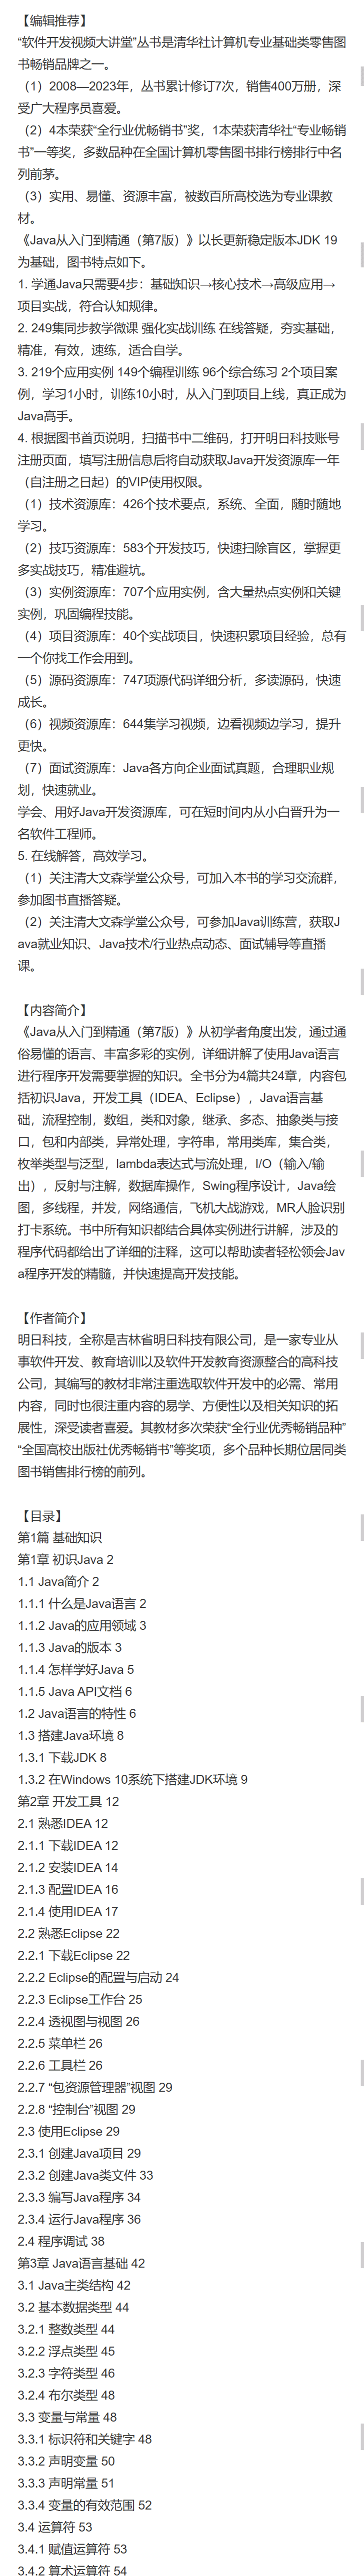 【编辑推荐】
“软件开发视频大讲堂”丛书是清华社计算机专业基础类零售图
书畅销品牌之一。
（1）2008—2023年，丛书累计修订7次，销售400万册，深
受广大程序员喜爱。
（2）4本荣获“全行业优畅销书”奖，1本荣获清华社“专业畅销
书”一等奖，多数品种在全国计算机零售图书排行榜排行中名
列前茅。
（3）实用、易懂、资源丰富，被数百所高校选为专业课教
材。
《Java从入门到精通（第7版）》以长更新稳定版本JDK 19
为基础，图书特点如下。
1. 学通Java只需要4步：基础知识→核心技术→高级应用→
项目实战，符合认知规律。
2. 249集同步教学微课 强化实战训练 在线答疑，夯实基础，
精准，有效，速练，适合自学。
3. 219个应用实例 149个编程训练 96个综合练习 2个项目案
例，学习1小时，训练10小时，从入门到项目上线，真正成为
Java高手。
4. 根据图书首页说明，扫描书中二维码，打开明日科技账号
注册页面，填写注册信息后将自动获取Java开发资源库一年
（自注册之日起）的VIP使用权限。
（1）技术资源库：426个技术要点，系统、全面，随时随地
学习。
（2）技巧资源库：583个开发技巧，快速扫除盲区，掌握更
多实战技巧，精准避坑。
（3）实例资源库：707个应用实例，含大量热点实例和关键
实例，巩固编程技能。
（4）项目资源库：40个实战项目，快速积累项目经验，总有
一个你找工作会用到。
（5）源码资源库：747项源代码详细分析，多读源码，快速
成长。
（6）视频资源库：644集学习视频，边看视频边学习，提升
更快。
（7）面试资源库：Java各方向企业面试真题，合理职业规
划，快速就业。
学会、用好Java开发资源库，可在短时间内从小白晋升为一
名软件工程师。
5. 在线解答，高效学习。
（1）关注清大文森学堂公众号，可加入本书的学习交流群，
参加图书直播答疑。
（2）关注清大文森学堂公众号，可参加Java训练营，获取J
ava就业知识、Java技术/行业热点动态、面试辅导等直播
课。
【内容简介】
《Java从入门到精通（第7版）》从初学者角度出发，通过通
俗易懂的语言、丰富多彩的实例，详细讲解了使用Java语言
进行程序开发需要掌握的知识。全书分为4篇共24章，内容包
括初识Java，开发工具（IDEA、Eclipse），Java语言基
础，流程控制，数组，类和对象，继承、多态、抽象类与接
口，包和内部类，异常处理，字符串，常用类库，集合类，
枚举类型与泛型，lambda表达式与流处理，I/O（输入/输
出），反射与注解，数据库操作，Swing程序设计，Java绘
图，多线程，并发，网络通信，飞机大战游戏，MR人脸识别
打卡系统。书中所有知识都结合具体实例进行讲解，涉及的
程序代码都给出了详细的注释，这可以帮助读者轻松领会Jav
a程序开发的精髓，并快速提高开发技能。
【作者简介】
明日科技，全称是吉林省明日科技有限公司，是一家专业从
事软件开发、教育培训以及软件开发教育资源整合的高科技
公司，其编写的教材非常注重选取软件开发中的必需、常用
内容，同时也很注重内容的易学、方便性以及相关知识的拓
展性，深受读者喜爱。其教材多次荣获“全行业优秀畅销品种”
“全国高校出版社优秀畅销书”等奖项，多个品种长期位居同类
图书销售排行榜的前列。
【目录】
第1篇 基础知识
第1章 初识Java 2
1.1 Java简介 2
1.1.1 什么是Java语言 2
1.1.2 Java的应用领域 3
1.1.3 Java的版本 3
1.1.4 怎样学好Java 5
1.1.5 Java API文档 6
1.2 Java语言的特性 6
1.3 搭建Java环境 8
1.3.1 下载JDK 8
1.3.2 在Windows 10系统下搭建JDK环境 9
第2章 开发工具 12
2.1 熟悉IDEA 12
2.1.1 下载IDEA 12
2.1.2 安装IDEA 14
2.1.3 配置IDEA 16
2.1.4 使用IDEA 17
2.2 熟悉Eclipse 22
2.2.1 下载Eclipse 22
2.2.2 Eclipse的配置与启动 24
2.2.3 Eclipse工作台 25
2.2.4 透视图与视图 26
2.2.5 菜单栏 26
2.2.6 工具栏 26
2.2.7 “包资源管理器”视图 29
2.2.8 “控制台”视图 29
2.3 使用Eclipse 29
2.3.1 创建Java项目 29
2.3.2 创建Java类文件 33
2.3.3 编写Java程序 34
2.3.4 运行Java程序 36
2.4 程序调试 38
第3章 Java语言基础 42
3.1 Java主类结构 42
3.2 基本数据类型 44
3.2.1 整数类型 44
3.2.2 浮点类型 45
3.2.3 字符类型 46
3.2.4 布尔类型 48
3.3 变量与常量 48
3.3.1 标识符和关键字 48
3.3.2 声明变量 50
3.3.3 声明常量 51
3.3.4 变量的有效范围 52
3.4 运算符 53
3.4.1 赋值运算符 53
3.4.2 算术运算符 54